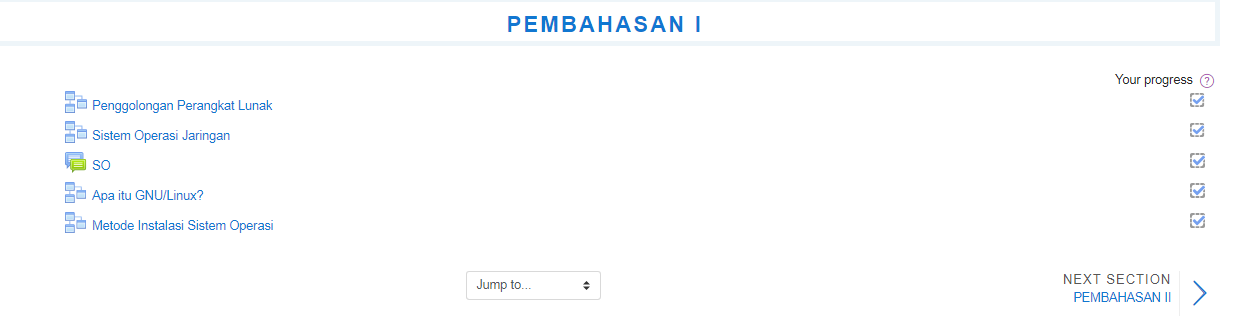 PEMBAHASAN I
Your progress ?
Penggolongan Perangkat Lunak
Sistem Operasi Jaringan
SO
Apa itu GNU/Linux?
Metode Instalasi Sistem Operasi
Jump to...
NEXT SECTION
PEMBAHASAN II